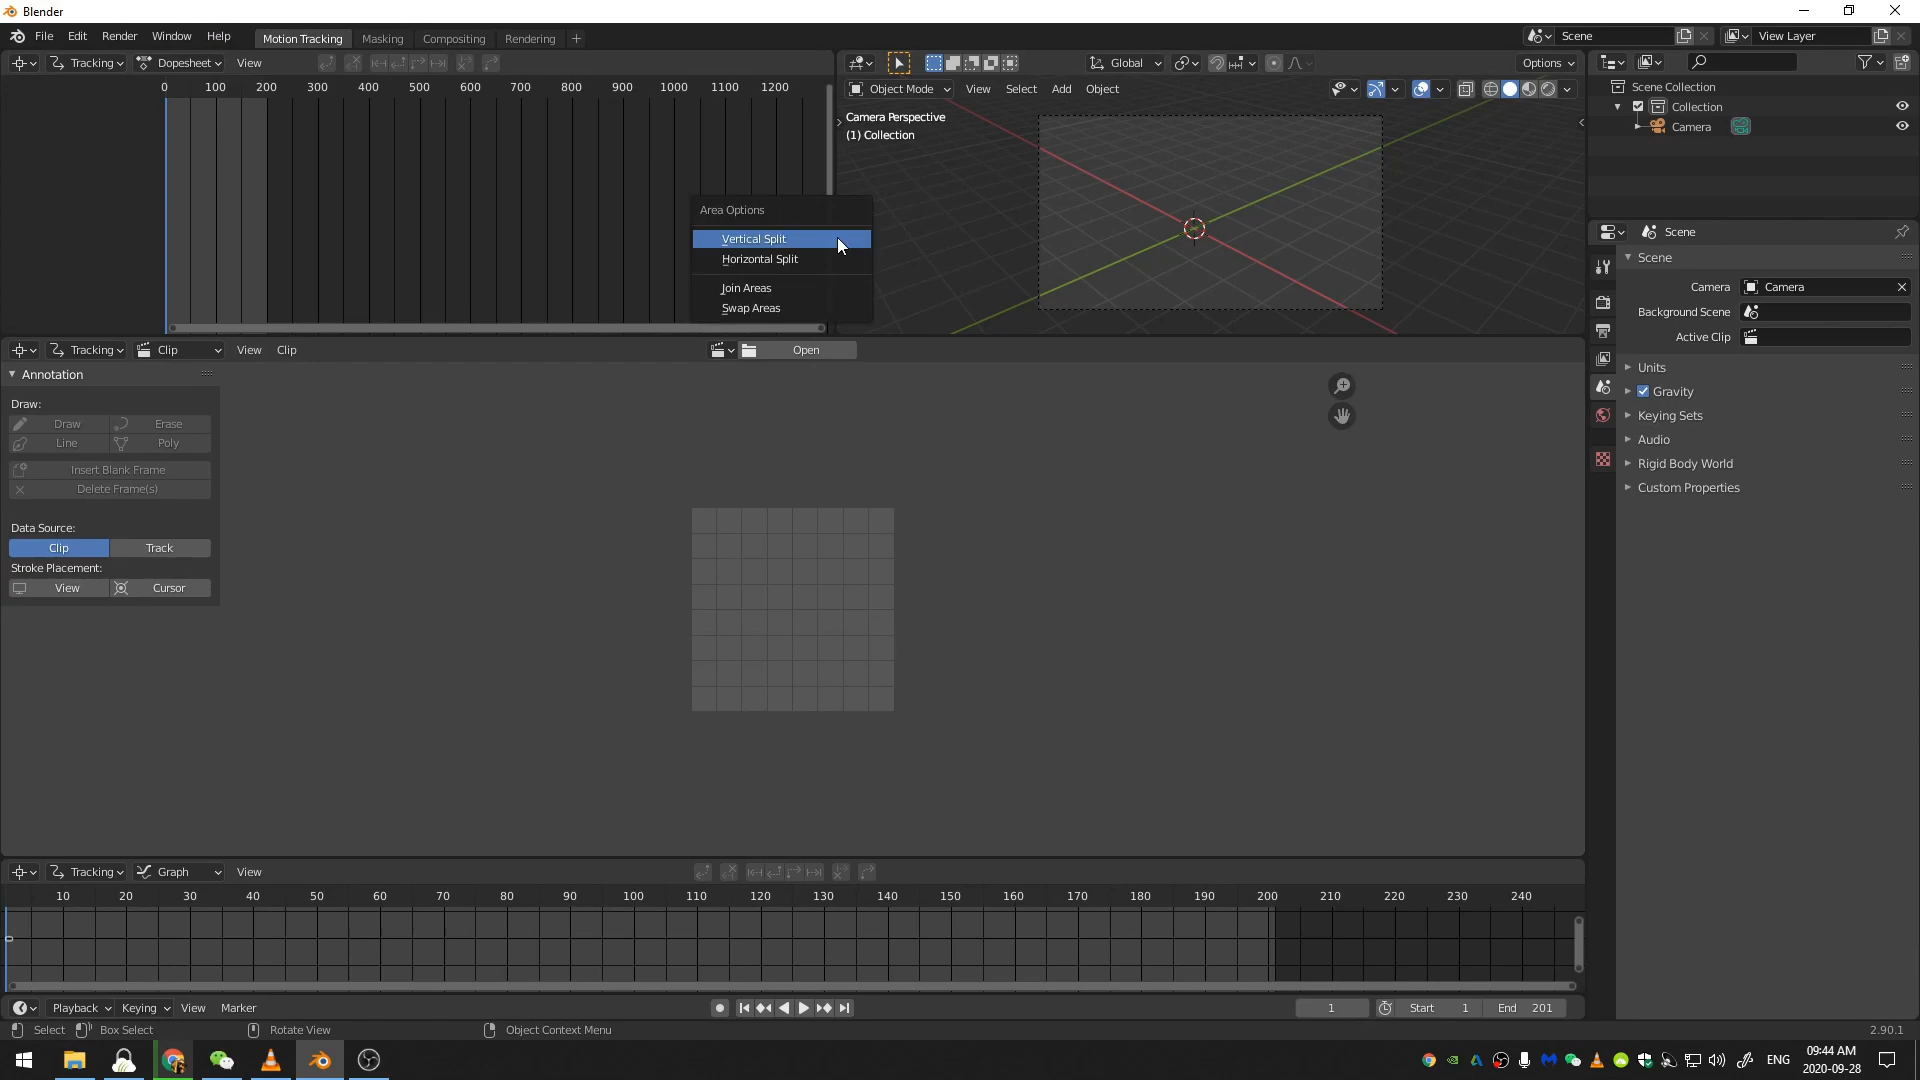 Blender
File Edit Render Window Help Motion Tracking Masking Compositing Rendering + Scene View Layer
Tracking Dopesheet View Global Options
0 100 200 300 400 500 600 700 800 900 1000 1100 1200
Object Mode View Select Add Object
Camera Perspective
(1) Collection
Scene Collection
Collection
Camera
Area Options
Vertical Split
Horizontal Split
Join Areas
Swap Areas
Scene
Scene
Camera Camera
Background Scene
Active Clip
Units
Gravity
Keying Sets
Audio
Rigid Body World
Custom Properties
Tracking Clip View Clip Open
Annotation
Draw:
Draw Erase
Line Poly
Insert Blank Frame
Delete Frame(s)
Data Source:
Clip Track
Stroke Placement:
View Cursor
Tracking Graph View
10 20 30 40 50 60 70 80 90 100 110 120 130 140 150 160 170 180 190 200 210 220 230 240
Playback Keying View Marker 1 Start 1 End 201
Select Box Select Rotate View Object Context Menu 2.90.1
ENG 09:44 AM
2020-09-28